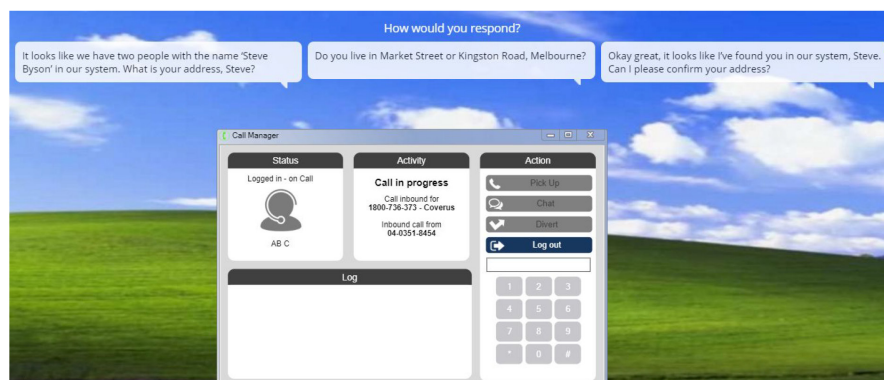 How would you respond?
It looks like we have two people with the name 'Steve
Byson' in our system. What is your address, Steve?
Do you live in Market Street or Kingston Road, Melbourne?
Okay great, it looks like I've found you in our system, Steve.
Can I please confirm your address?
Call Manager
Status
Logged in - on Call
AB C
Activity
Call in progress
Call inbound for
1800-736-373 - Coverus
Inbound call from
04-0351-8454
Action
Pick Up
Chat
Divert
Log out
Log
1 2 3
4 5 6
7 8 9
* 0 #